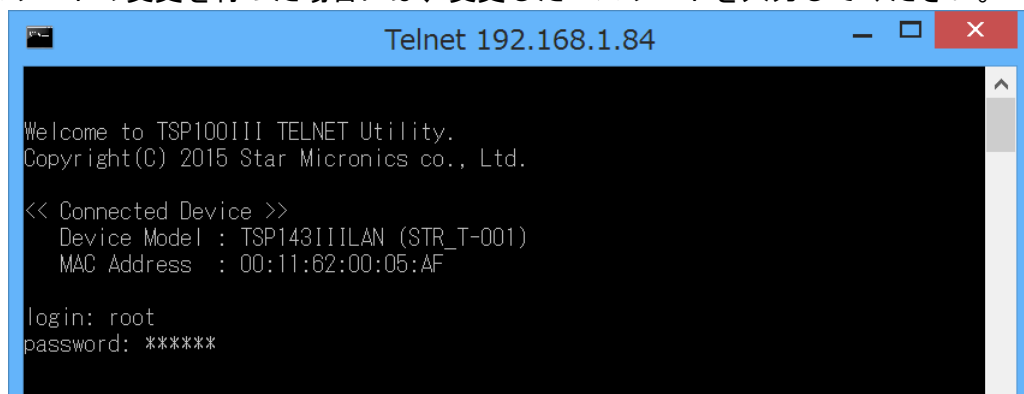 Telnet 192.168.1.84
Welcome to TSP100III TELNET Utility.
Copyright(C) 2015 Star Micronics co., Ltd.
<< Connected Device >>
Device Model : TSP143IIILAN (STR_T-001)
MAC Address : 00:11:62:00:05:AF
login: root
password: ******